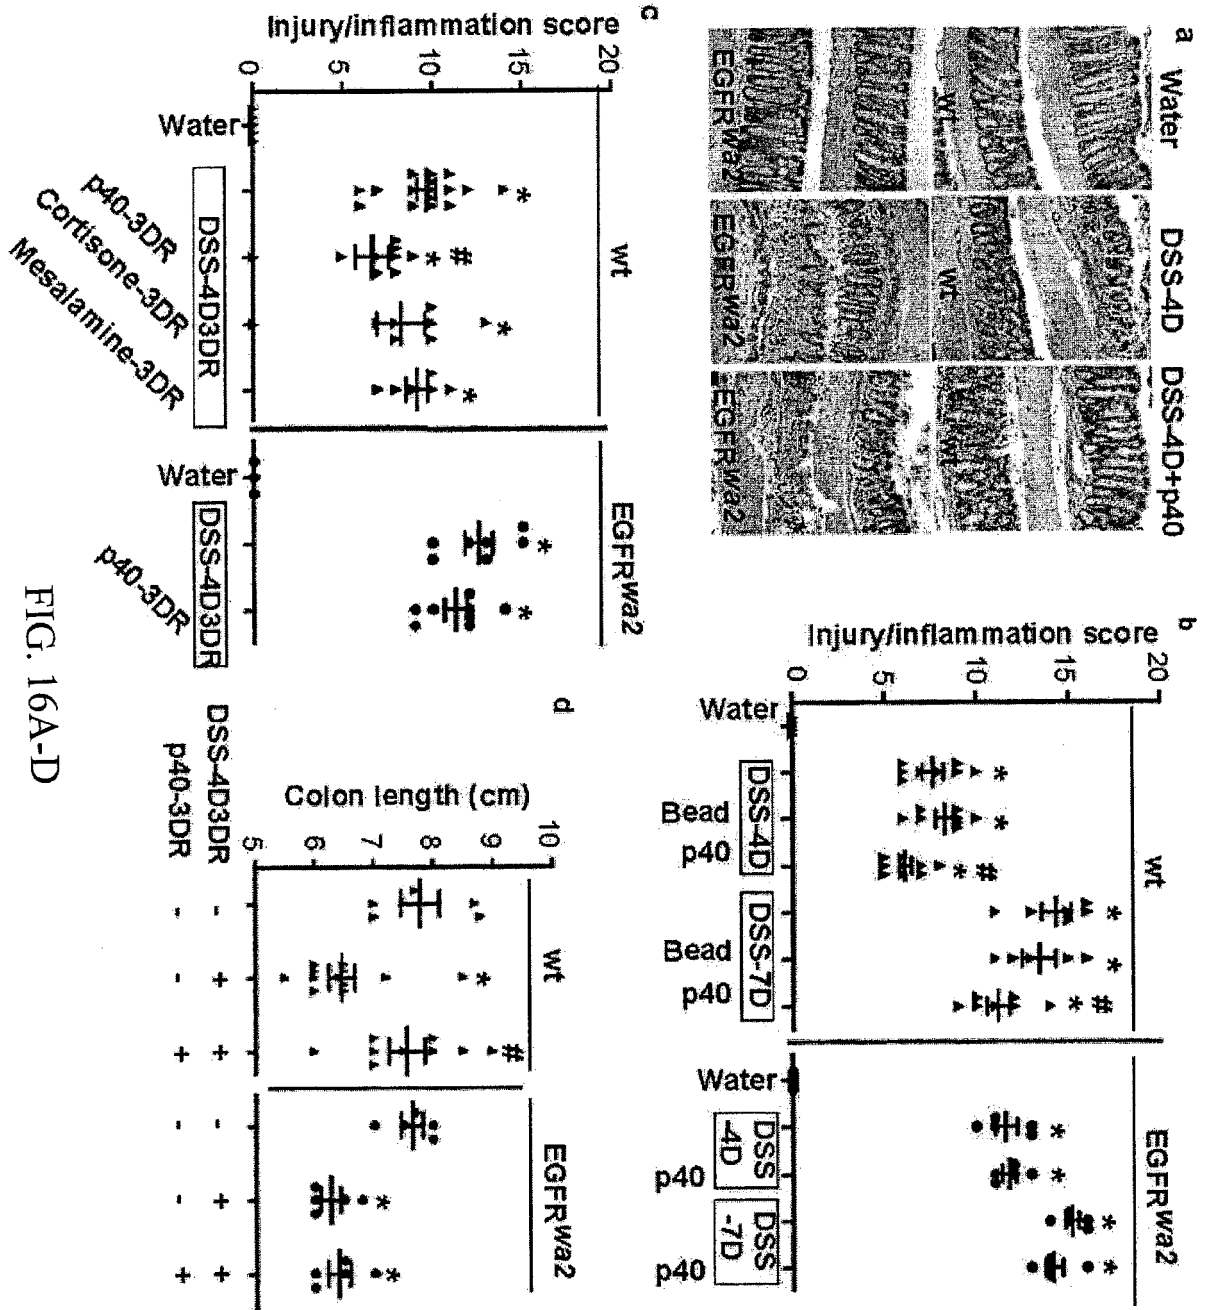 a
Water
DSS-4D
DSS-4D+p40
wt
wt
wt
EGFRwa2
EGFRwa2
EGFRwa2
b
Injury/inflammation score
20
15
10
5
0
wt
EGFRwa2
* * * # * * * #
* * * *
Water
DSS-4D
DSS-7D
Bead
p40
Bead
p40
Water
DSS
-4D
DSS
-7D
p40
p40
c
Injury/inflammation score
20
15
10
5
0
wt
EGFRwa2
* # * * *
* *
Water
DSS-4D3DR
p40-3DR
Cortisone-3DR
Mesalamine-3DR
Water
DSS-4D3DR
p40-3DR
d
Colon length (cm)
10
9
8
7
6
5
wt
EGFRwa2
* #
* *
DSS-4D3DR - + + - + +
p40-3DR - - + - - +
FIG. 16A-D